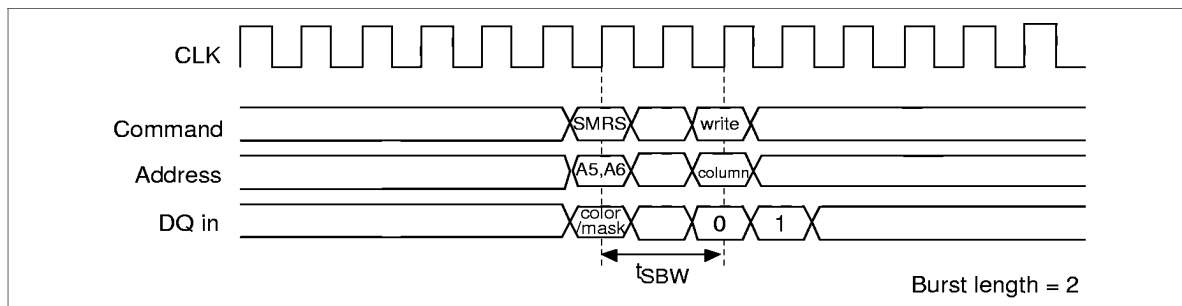 CLK
Command SMRS write
Address A5,A6 column
DQ in color
/mask 0 1
tSBW
Burst length = 2